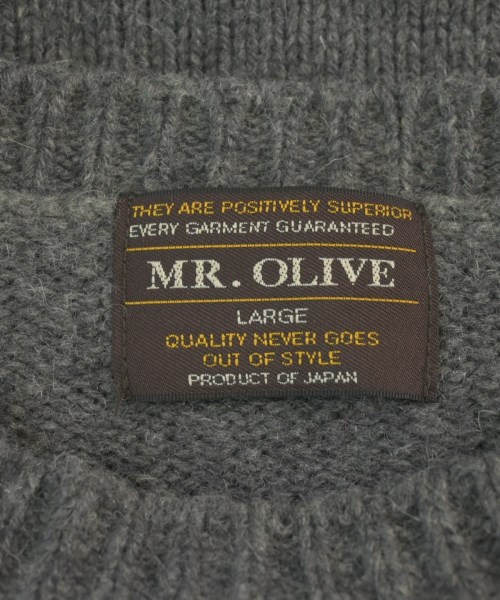 THEY ARE POSITIVELY SUPERIOR
EVERY GARMENT GUARANTEED
MR. OLIVE
LARGE
QUALITY NEVER GOES
OUT OF STYLE
PRODUCT OF JAPAN